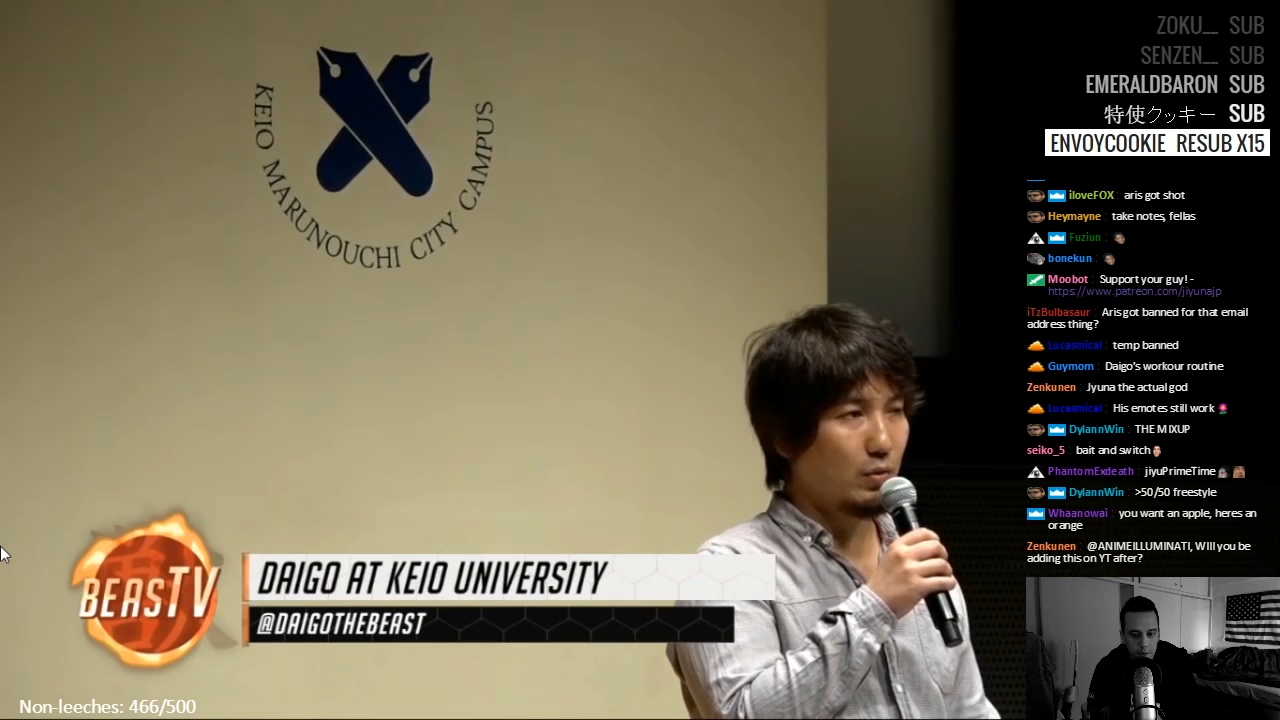 KEIO MARUNOUCHI CITY CAMPUS
BEASTV
DAIGO AT KEIO UNIVERSITY
@DAIGOTHEBEAST
Non-leeches: 466/500
ZOKU__ SUB
SENZEN__ SUB
EMERALDBARON SUB
特使クッキー SUB
ENVOYCOOKIE RESUB X15
iloveFOX : aris got shot
Heymayne : take notes, fellas
Fuziun :
bonekun :
Moobot : Support your guy! -
https://www.patreon.com/jiyunajp
iTzBulbasaur : Aris got banned for that email
address thing?
Lucasmical : temp banned
Guymom : Daigo's workour routine
Zenkunen : Jyuna the actual god
Lucasmical : His emotes still work
DylannWin : THE MIXUP
seiko_5 : bait and switch
PhantomExdeath : jiyuPrimeTime
DylannWin : >50/50 freestyle
Whaanowai : you want an apple, heres an
orange
Zenkunen : @ANIMEILLUMINATI, WIll you be
adding this on YT after?